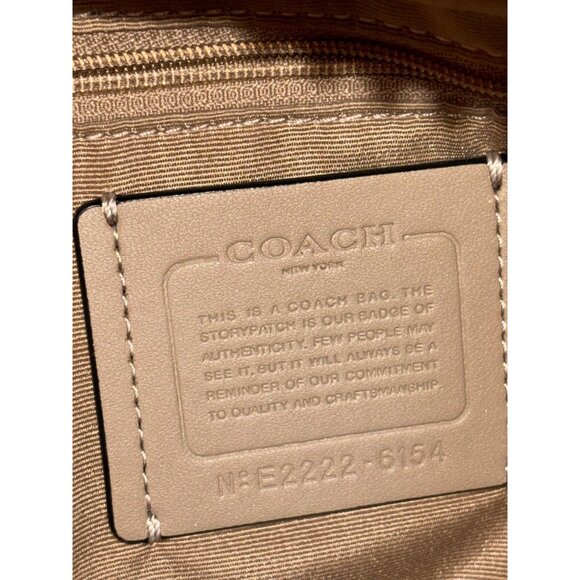 COACH
NEW YORK
THIS IS A COACH BAG. THE
STORYPATCH IS OUR BADGE OF
AUTHENTICITY. FEW PEOPLE MAY
SEE IT, BUT IT WILL ALWAYS BE A
REMINDER OF OUR COMMITMENT
TO QUALITY AND CRAFTSMANSHIP.
Nº E2222-6154